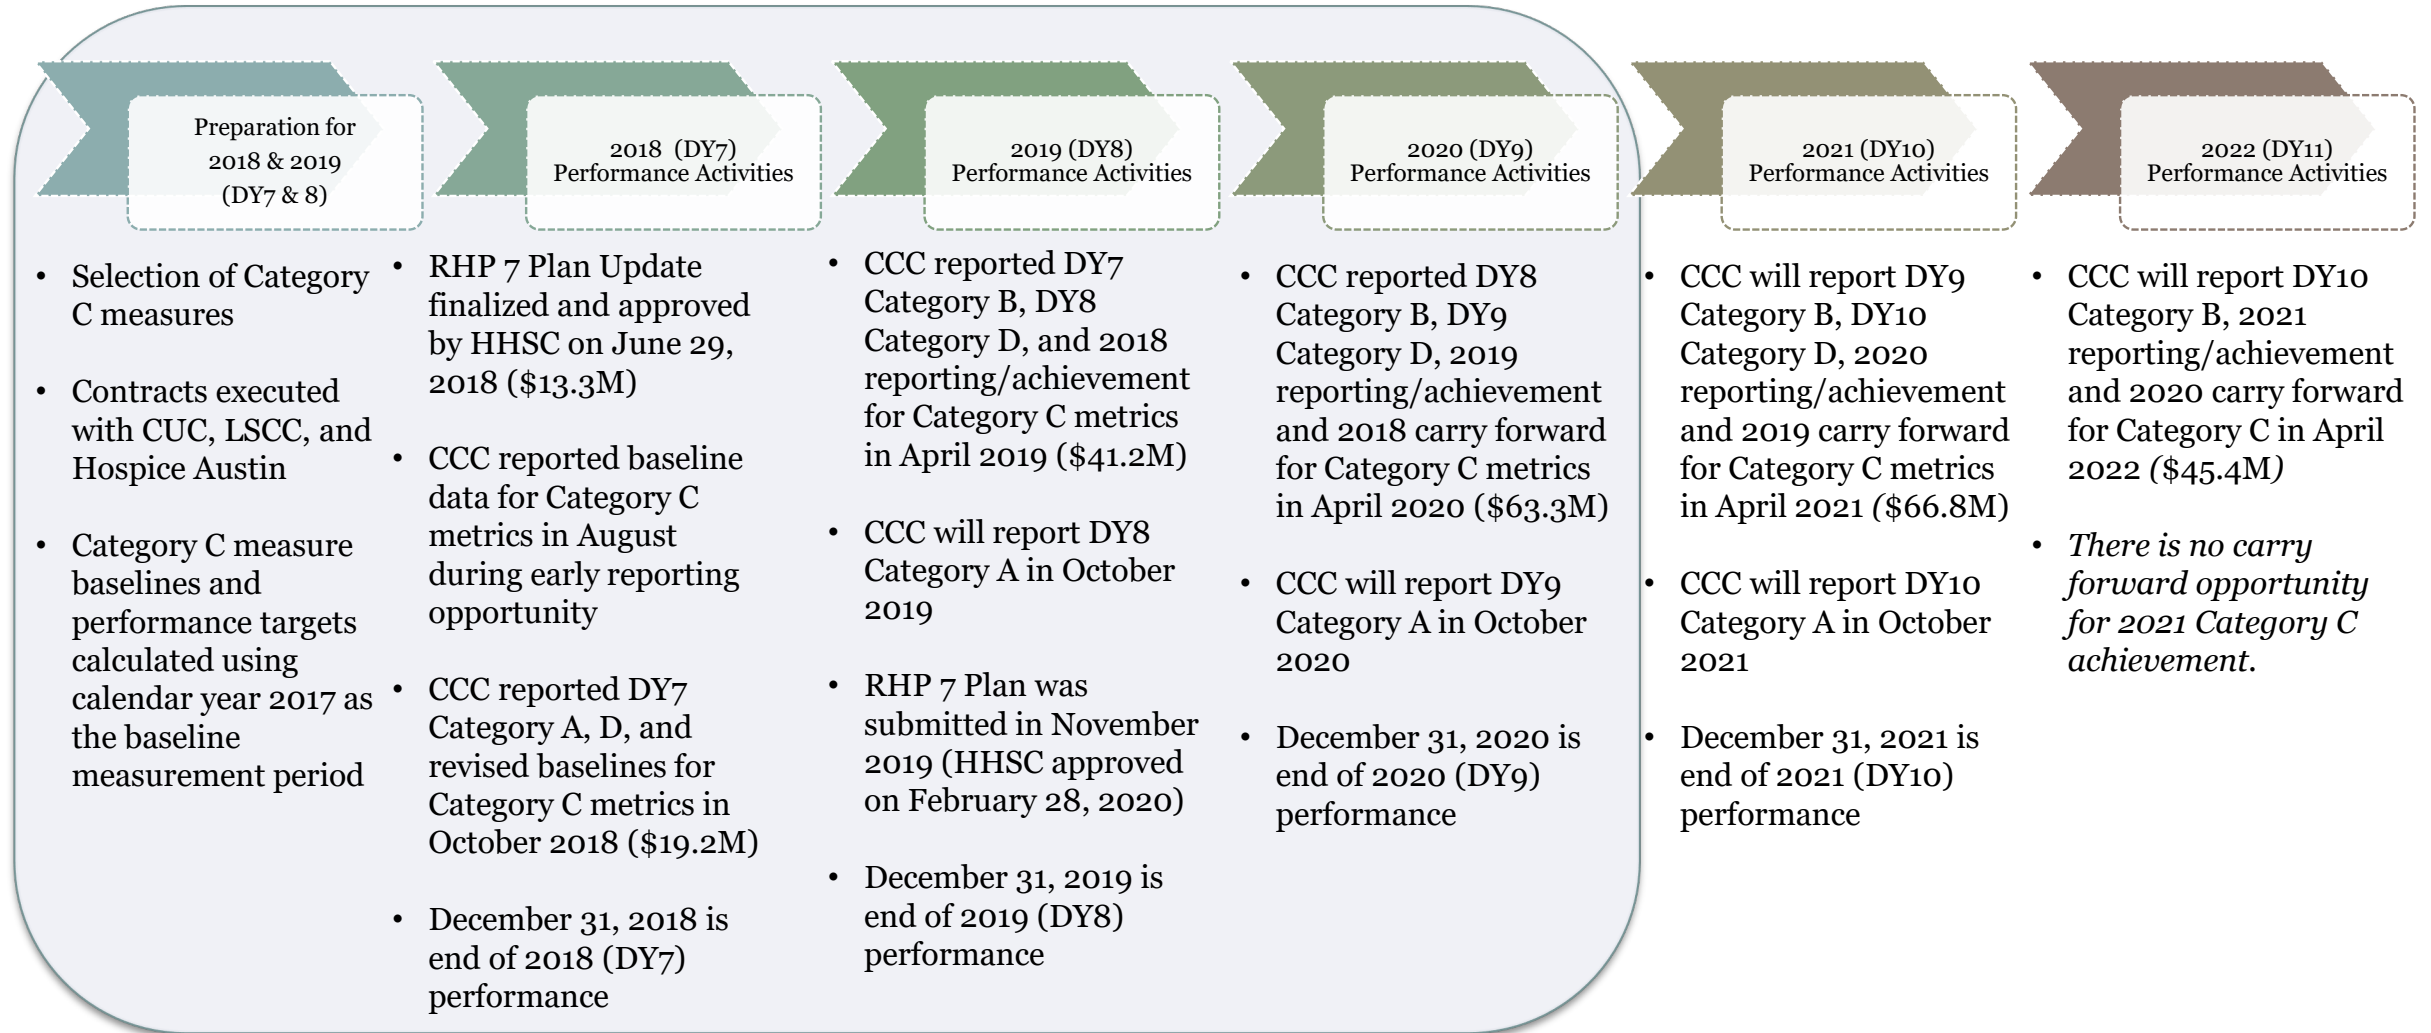 Preparation for
2018 & 2019
(DY7 & 8)
• Selection of Category
C measures
• Contracts executed
with CUC, LSCC, and
Hospice Austin
• Category C measure
baselines and
performance targets
calculated using
calendar year 2017 as
the baseline
measurement period
2018 (DY7)
Performance Activities
• RHP 7 Plan Update
finalized and approved
by HHSC on June 29,
2018 ($13.3M)
• CCC reported baseline
data for Category C
metrics in August
during early reporting
opportunity
• CCC reported DY7
Category A, D, and
revised baselines for
Category C metrics in
October 2018 ($19.2M)
• December 31, 2018 is
end of 2018 (DY7)
performance
2019 (DY8)
Performance Activities
• CCC reported DY7
Category B, DY8
Category D, and 2018
reporting/achievement
for Category C metrics
in April 2019 ($41.2M)
• CCC will report DY8
Category A in October
2019
• RHP 7 Plan was
submitted in November
2019 (HHSC approved
on February 28, 2020)
• December 31, 2019 is
end of 2019 (DY8)
performance
2020 (DY9)
Performance Activities
• CCC reported DY8
Category B, DY9
Category D, 2019
reporting/achievement
and 2018 carry forward
for Category C metrics
in April 2020 ($63.3M)
• CCC will report DY9
Category A in October
2020
• December 31, 2020 is
end of 2020 (DY9)
performance
2021 (DY10)
Performance Activities
• CCC will report DY9
Category B, DY10
Category D, 2020
reporting/achievement
and 2019 carry forward
for Category C metrics
in April 2021 ($66.8M)
• CCC will report DY10
Category A in October
2021
• December 31, 2021 is
end of 2021 (DY10)
performance
2022 (DY11)
Performance Activities
• CCC will report DY10
Category B, 2021
reporting/achievement
and 2020 carry forward
for Category C in April
2022 ($45.4M)
• There is no carry
forward opportunity
for 2021 Category C
achievement.